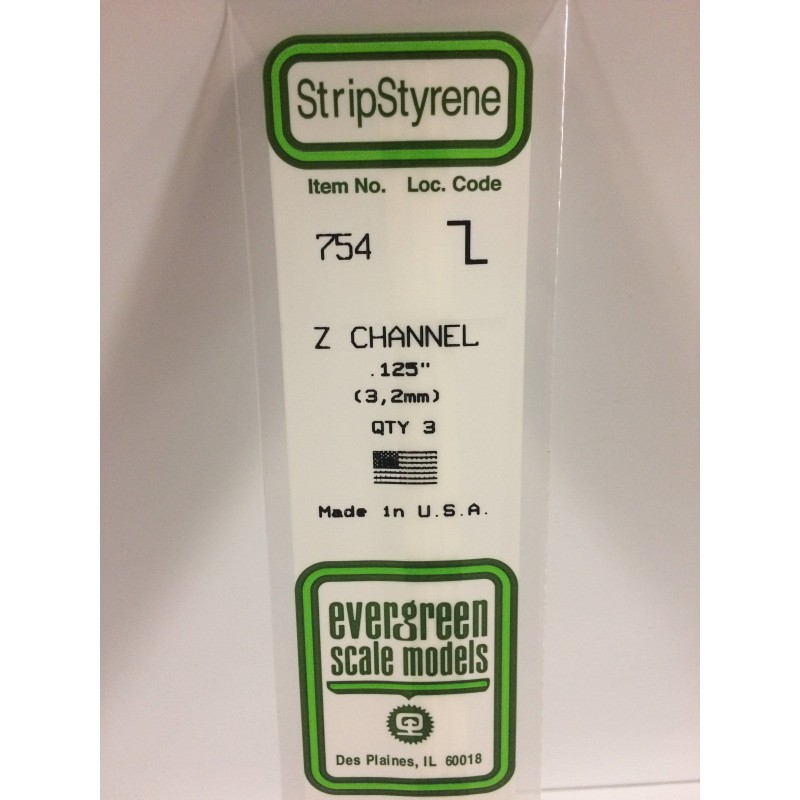 StripStyrene
Item No. Loc. Code
754
Z CHANNEL
.125"
(3,2mm)
QTY 3
Made in U.S.A.
evergreen
scale models
Des Plaines, IL 60018